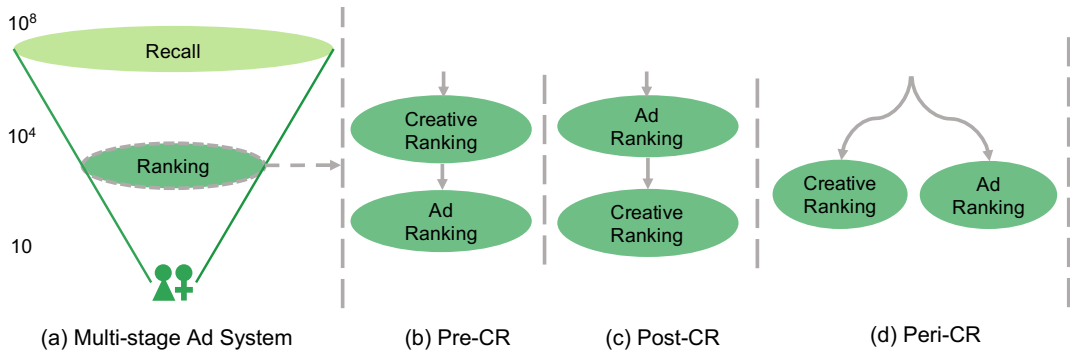 10^8
Recall
10^4
Ranking
10
(a) Multi-stage Ad System
Creative
Ranking
Ad
Ranking
(b) Pre-CR
Ad
Ranking
Creative
Ranking
(c) Post-CR
Creative
Ranking
Ad
Ranking
(d) Peri-CR